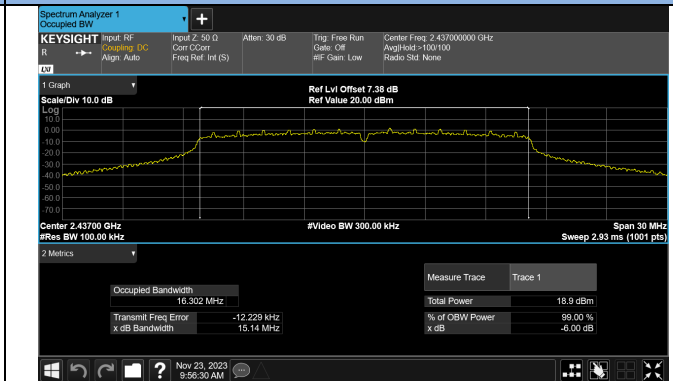 Spectrum Analyzer 1
Occupied BW
KEYSIGHT Input: RF Input Z: 50 Ω Atten: 30 dB Trig: Free Run Center Freq: 2.437000000 GHz
R Coupling: DC Corr CCorr Gate: Off Avg|Hold:>100/100
Align: Auto Freq Ref: Int (S) #IF Gain: Low Radio Std: None
LXI
1 Graph
Ref Lvl Offset 7.38 dB
Scale/Div 10.0 dB Ref Value 20.00 dBm
Log
10.0
0.00
-10.0
-20.0
-30.0
-40.0
-50.0
-60.0
-70.0
Center 2.43700 GHz #Video BW 300.00 kHz Span 30 MHz
#Res BW 100.00 kHz Sweep 2.93 ms (1001 pts)
2 Metrics
Measure Trace Trace 1
Occupied Bandwidth
16.302 MHz Total Power 18.9 dBm
Transmit Freq Error -12.229 kHz % of OBW Power 99.00 %
x dB Bandwidth 15.14 MHz x dB -6.00 dB
Nov 23, 2023
9:56:30 AM